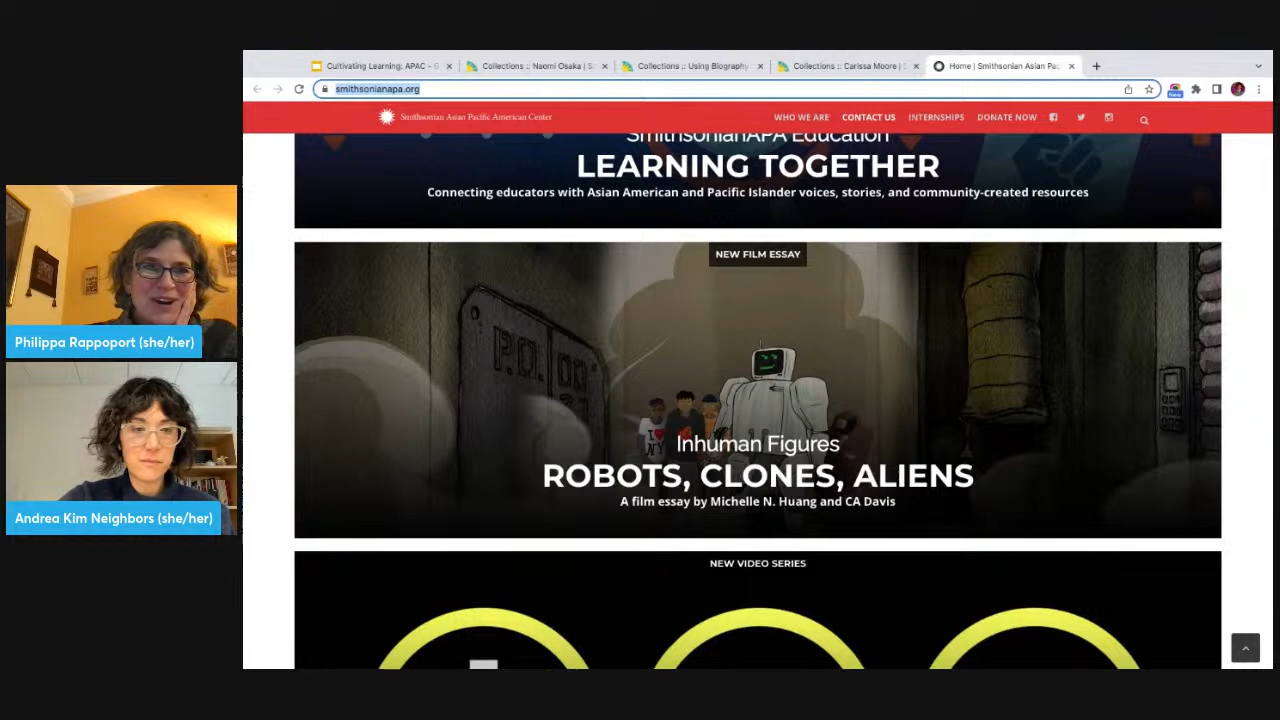 Cultivating Learning: APAC - G
Collections :: Naomi Osaka | S
Collections :: Using Biography
Collections :: Carissa Moore |
Home | Smithsonian Asian Pac
smithsonianapa.org
Smithsonian Asian Pacific American Center
WHO WE ARE
CONTACT US
INTERNSHIPS
DONATE NOW
SmithsonianAPA Education
LEARNING TOGETHER
Connecting educators with Asian American and Pacific Islander voices, stories, and community-created resources
NEW FILM ESSAY
I ♥
NY
Inhuman Figures
ROBOTS, CLONES, ALIENS
A film essay by Michelle N. Huang and CA Davis
NEW VIDEO SERIES
Philippa Rappoport (she/her)
Andrea Kim Neighbors (she/her)